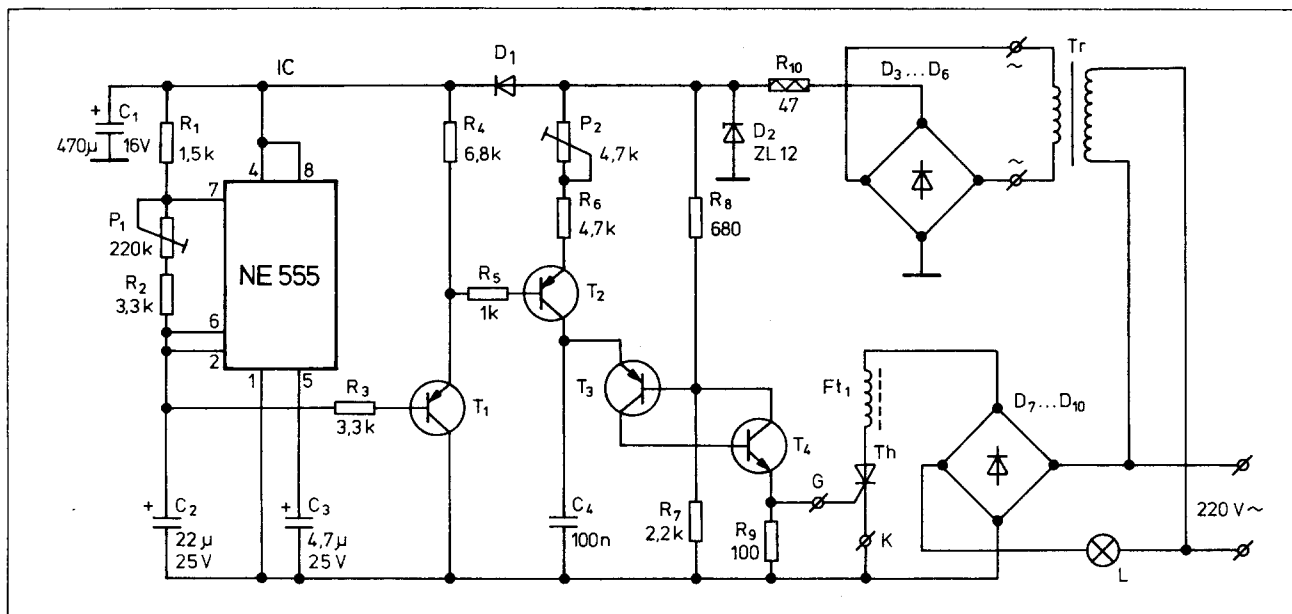 IC
D1
R10
47
D3...D6
~
~
Tr
+
C1
470µ
16V
R1
1,5k
4
8
7
R4
6,8k
P2
4,7k
D2
ZL12
P1
220k
NE 555
R6
4,7k
R8
680
R2
3,3k
6
2
1
5
R5
1k
T2
R3
3,3k
T1
T3
T4
Ft1
D7...D10
Th
G
K
220 V~
+
C2
22µ
25V
+
C3
4,7µ
25V
C4
100n
R7
2,2k
R9
100
L